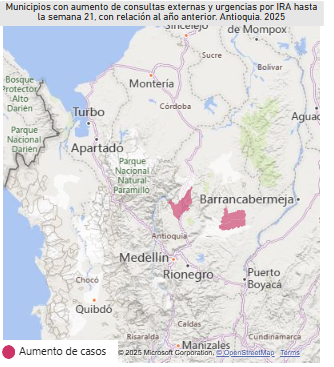 Municipios con aumento de consultas externas y urgencias por IRA hasta
la semana 21, con relación al año anterior. Antioquia. 2025
Sincelejo
de Mompox
Sucre
Bolívar
Bosque
Protector
Alto
Darien
Montería
Córdoba
Turbo
Agua
Parque
Nacional
Darién
Apartadó
Parque
Nacional
Natural
Paramillo
Barrancabermeja
Antioquia
Medellín
Rionegro
Chocó
Puerto
Boyacá
Quibdó
Caldas
Risaralda
Cundinamarca
Manizales
Aumento de casos
© 2025 Microsoft Corporation, © OpenStreetMap Terms